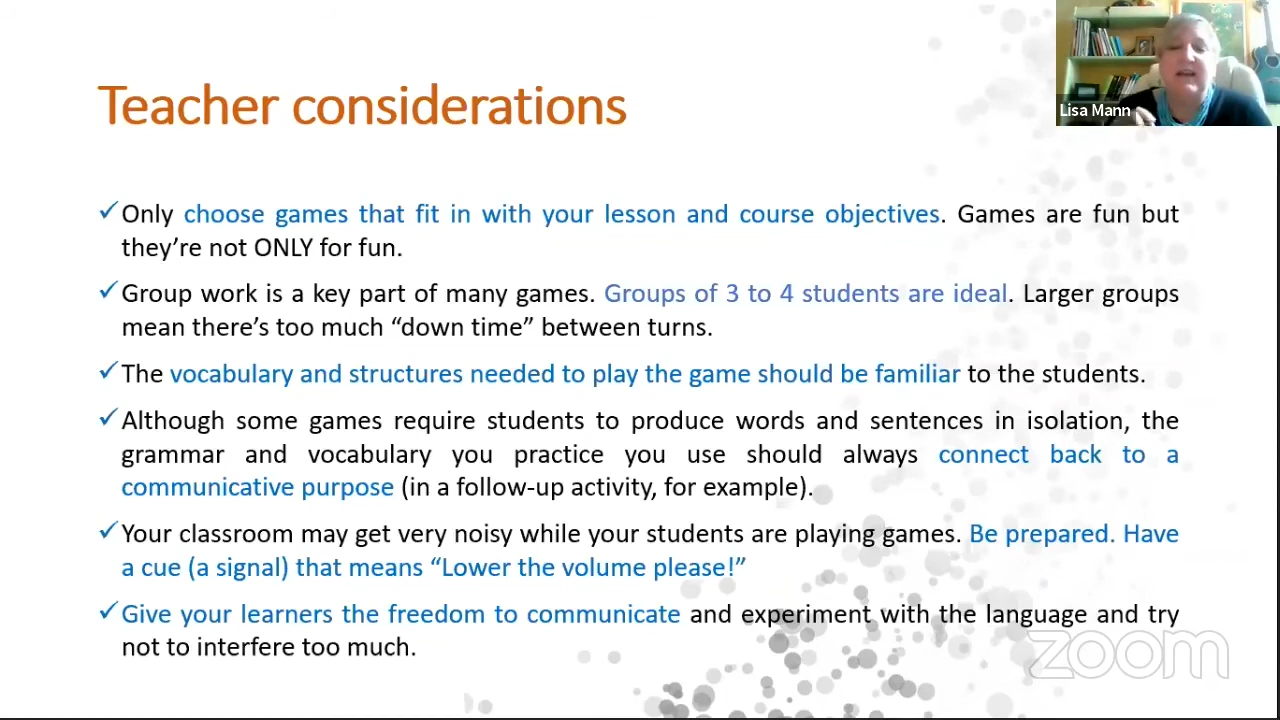 Teacher considerations
Lisa Mann
✓Only choose games that fit in with your lesson and course objectives. Games are fun but
they're not ONLY for fun.
✓Group work is a key part of many games. Groups of 3 to 4 students are ideal. Larger groups
mean there's too much “down time” between turns.
✓The vocabulary and structures needed to play the game should be familiar to the students.
✓Although some games require students to produce words and sentences in isolation, the
grammar and vocabulary you practice you use should always connect back to a
communicative purpose (in a follow-up activity, for example).
✓Your classroom may get very noisy while your students are playing games. Be prepared. Have
a cue (a signal) that means “Lower the volume please!”
✓Give your learners the freedom to communicate and experiment with the language and try
not to interfere too much.
zoom